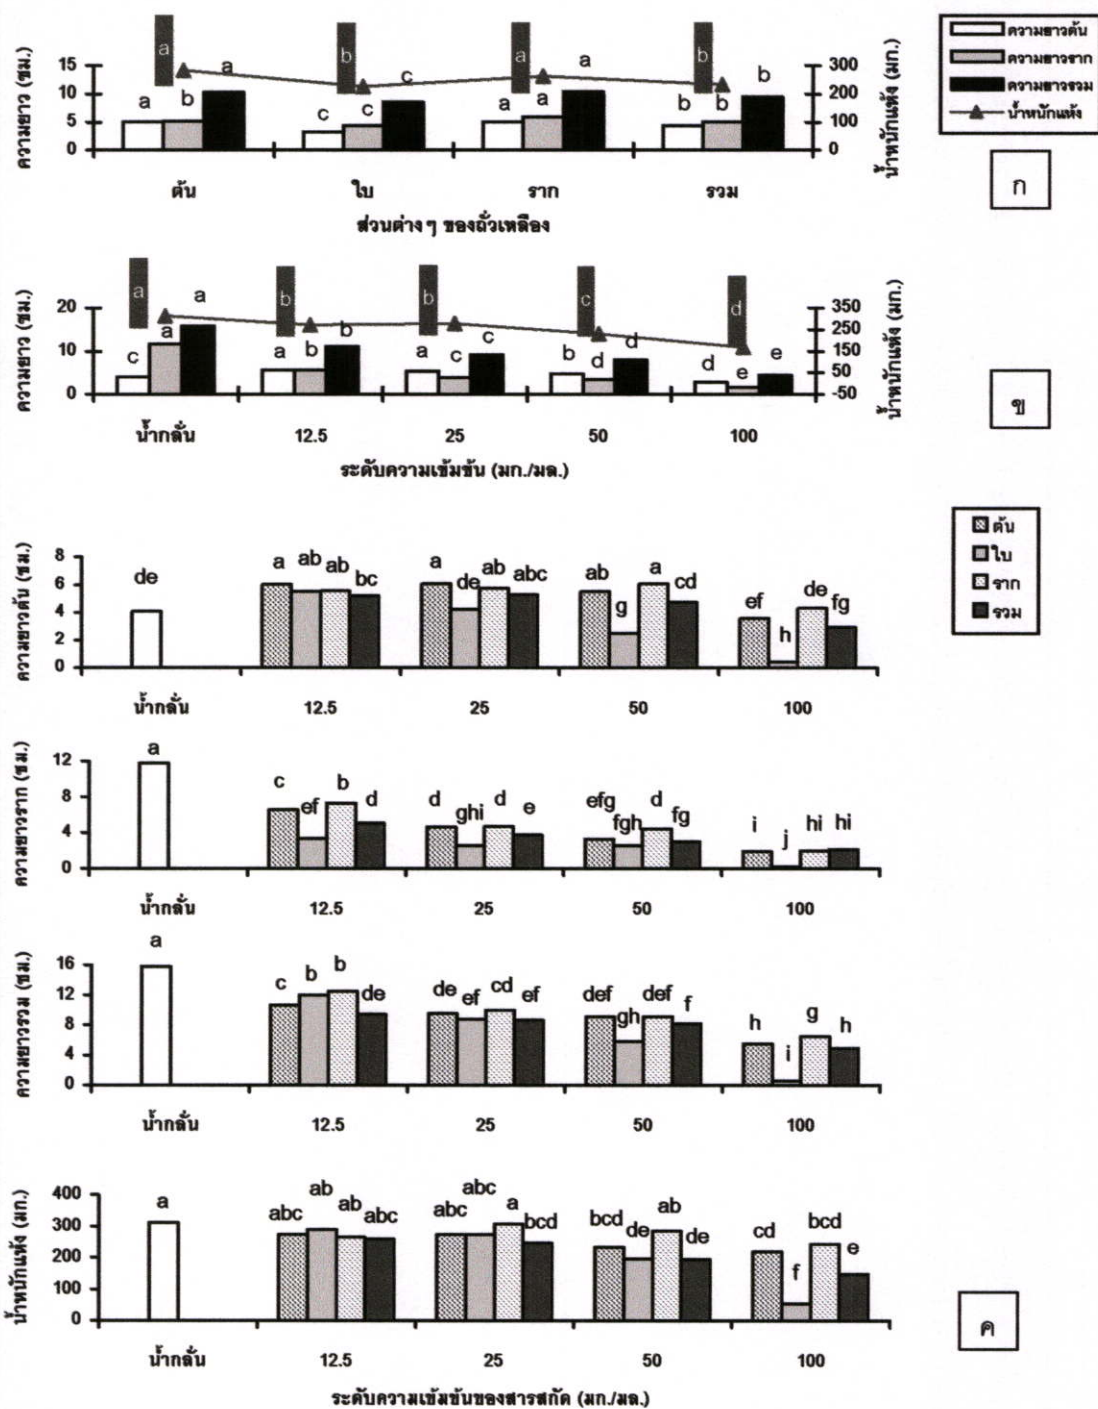 ความยาว (ซม.)
15
10
5
0
a b a
c c c
a a a
b b b
a
b
a
b
300
200
100
0
น้ำหนักแห้ง (มก.)
ต้น ใบ ราก รวม
ส่วนต่างๆ ของถั่วเหลือง
ความยาวต้น
ความยาวราก
ความยาวรวม
น้ำหนักแห้ง
ก
ความยาว (ซม.)
20
10
0
a
b
b
c
d
c a a
a b b
a c c
b d d
d e e
350
250
150
50
-50
น้ำหนักแห้ง (มก.)
น้ำกลั่น 12.5 25 50 100
ระดับความเข้มข้น (มก./มล.)
ข
ต้น
ใบ
ราก
รวม
ความยาวต้น (ซม.)
8
6
4
2
0
de
a ab ab bc
a de ab abc
ab g a cd
ef h de fg
น้ำกลั่น 12.5 25 50 100
ความยาวราก (ซม.)
12
8
4
0
a
c ef b d
d ghi d e
efg fgh d fg
i j hi hi
น้ำกลั่น 12.5 25 50 100
ความยาวรวม (ซม.)
16
12
8
4
0
a
c b b de
de ef cd ef
def gh def f
h i g h
น้ำกลั่น 12.5 25 50 100
น้ำหนักแห้ง (มก.)
400
300
200
100
0
a
abc ab ab abc
abc abc a bcd
bcd de ab de
cd f bcd e
น้ำกลั่น 12.5 25 50 100
ระดับความเข้มข้นของสารสกัด (มก./มล.)
ค